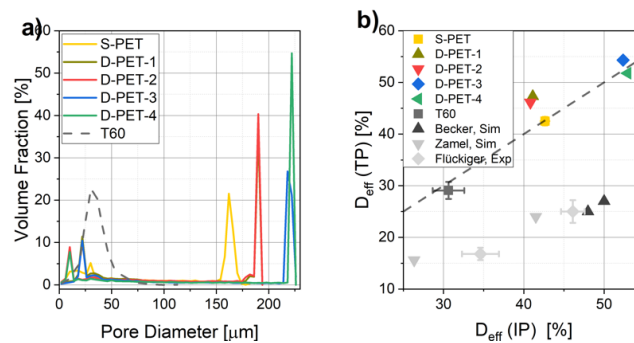 a)
S-PET
D-PET-1
D-PET-2
D-PET-3
D-PET-4
T60
60
50
40
30
20
10
0
Volume Fraction [%]
0 50 100 150 200
Pore Diameter [μm]
b)
S-PET
D-PET-1
D-PET-2
D-PET-3
D-PET-4
T60
Becker, Sim
Zamel, Sim
Flückiger, Exp
60
50
40
30
20
10
Deff (TP) [%]
30 40 50
Deff (IP) [%]